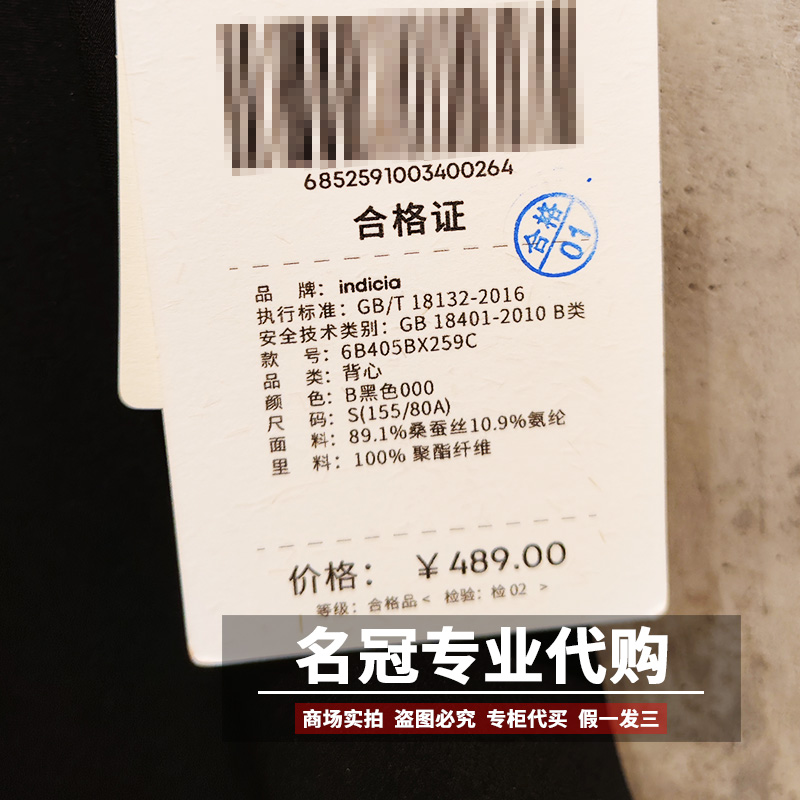 6852591003400264
合格证
合格
01
品 牌：indicia
执行标准：GB/T 18132-2016
安全技术类别：GB 18401-2010 B类
款 号：6B405BX259C
品 类：背心
颜 色：B黑色000
尺 码：S(155/80A)
面 料：89.1%桑蚕丝10.9%氨纶
里 料：100% 聚酯纤维
价格：￥489.00
等级：合格品< 检验：检02 >
名冠专业代购
商场实拍 盗图必究 专柜代买 假一发三